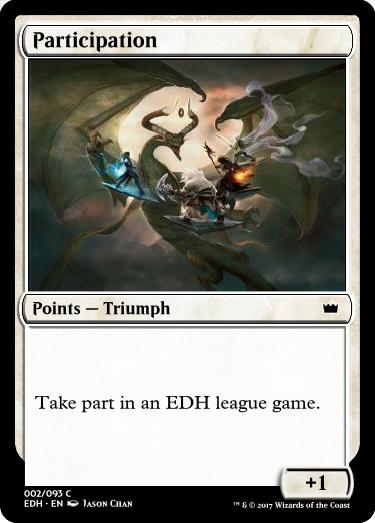 Participation
Points — Triumph
Take part in an EDH league game.
+1
002/093 C
EDH • EN JASON CHAN
™ & © 2017 Wizards of the Coast